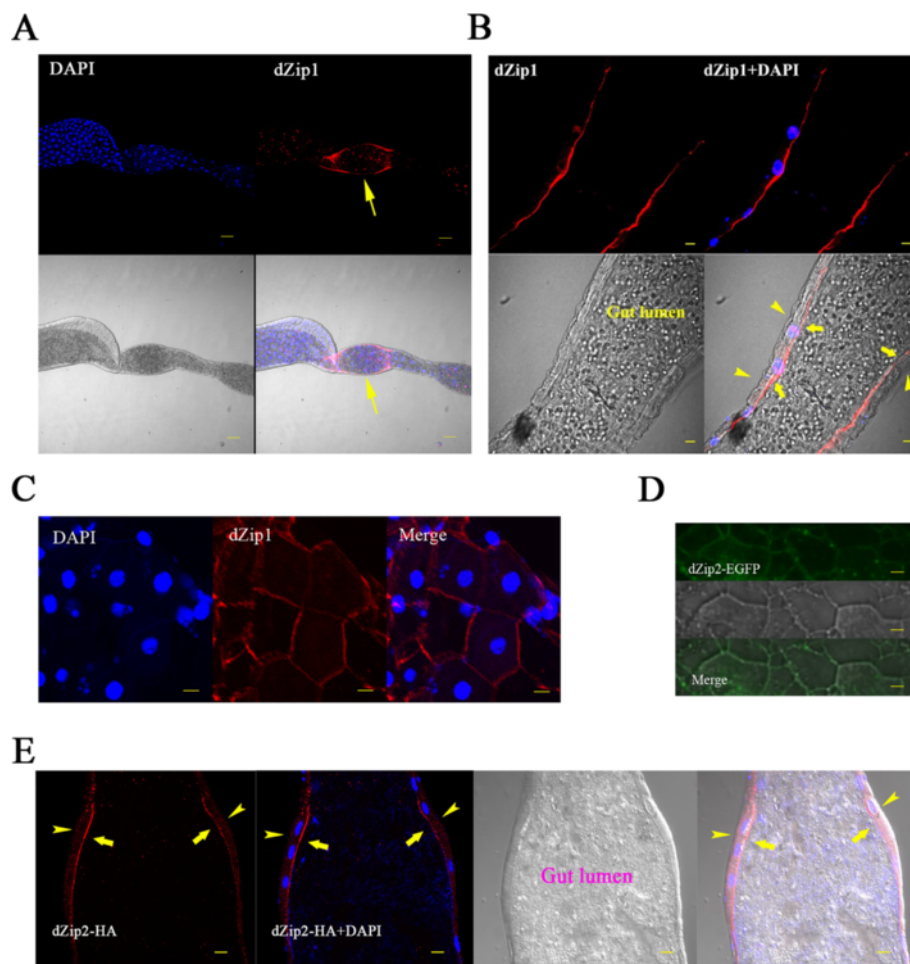 A
DAPI
dZip1
B
dZip1
dZip1+DAPI
Gut lumen
C
DAPI
dZip1
Merge
D
dZip2-EGFP
Merge
E
dZip2-HA
dZip2-HA+DAPI
Gut lumen